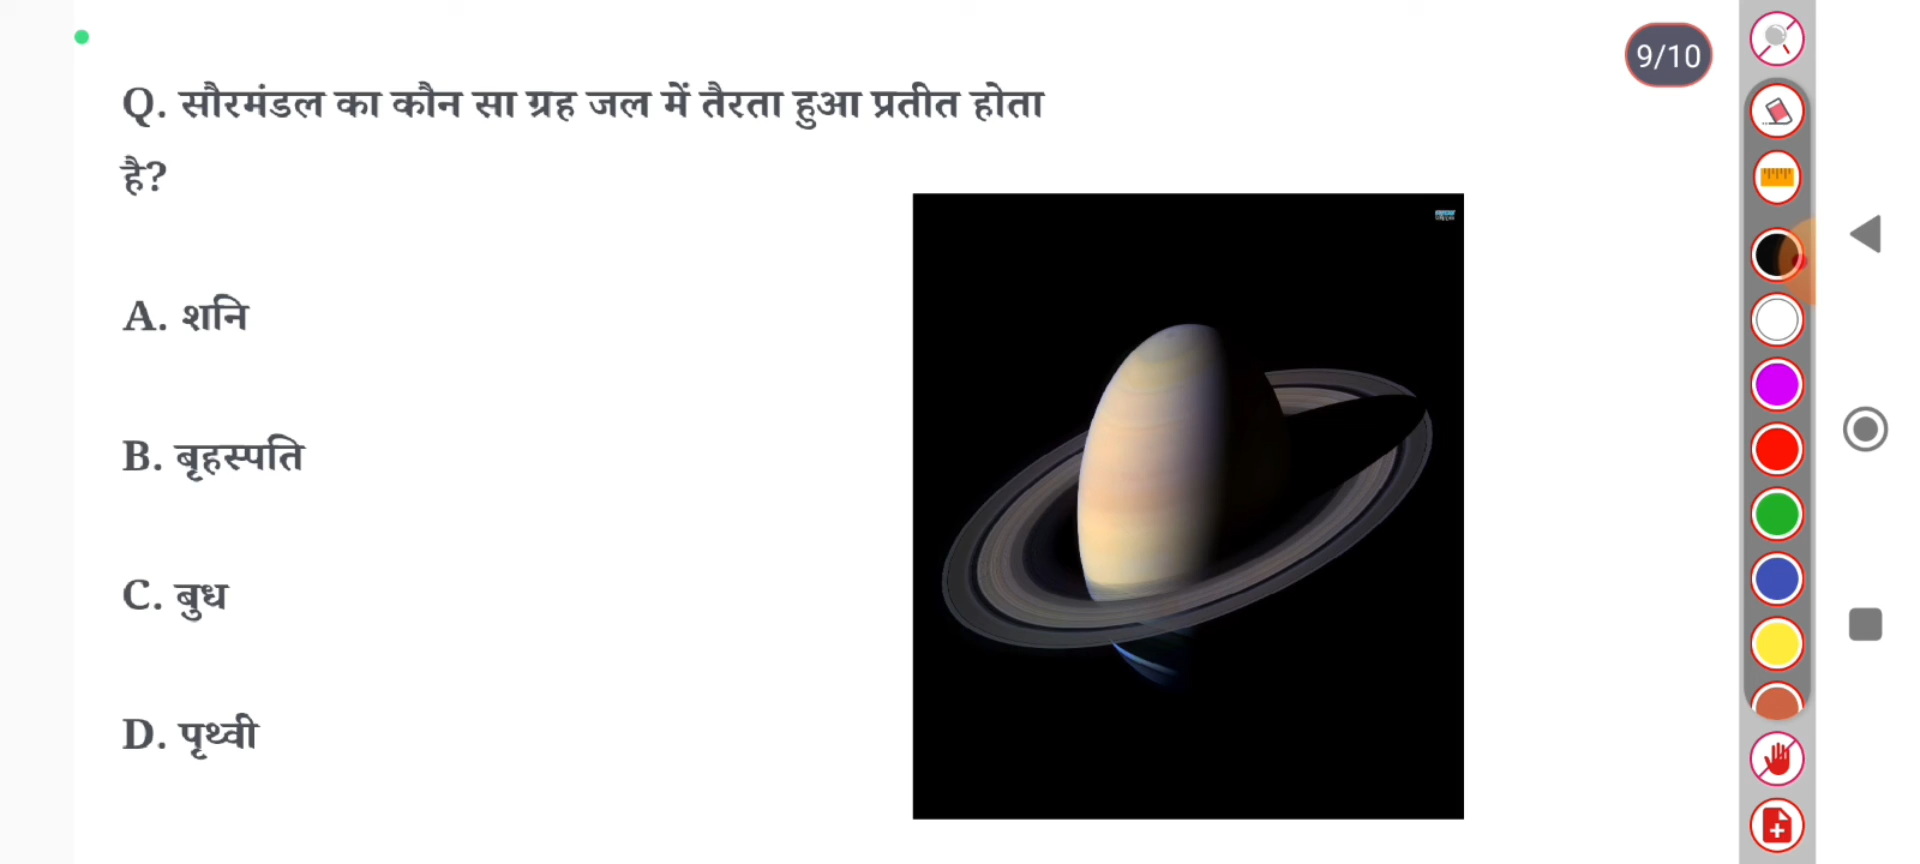 9/10
Q. सौरमंडल का कौन सा ग्रह जल में तैरता हुआ प्रतीत होता
है?
A. शनि
B. बृहस्पति
C. बुध
D. पृथ्वी